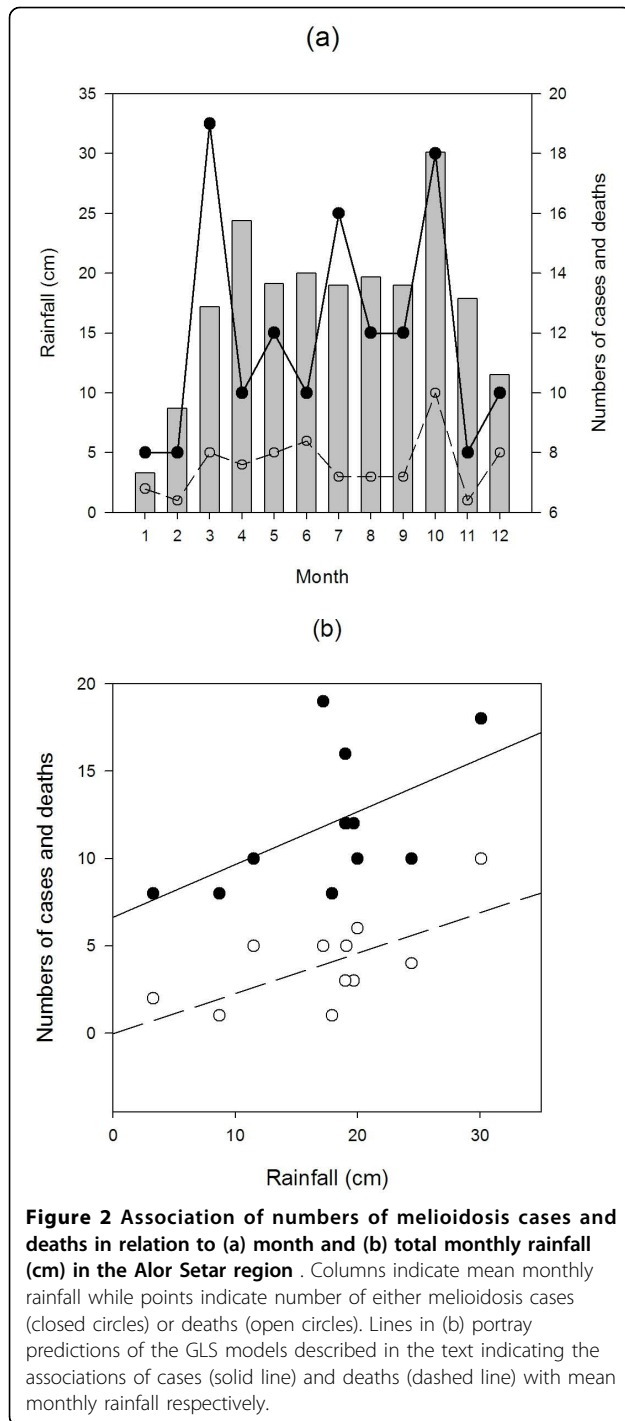 (a)
35
30
25
20
15
10
5
0
Rainfall (cm)
20
18
16
14
12
10
8
6
Numbers of cases and deaths
1 2 3 4 5 6 7 8 9 10 11 12
Month
(b)
20
15
10
5
0
Numbers of cases and deaths
0 10 20 30
Rainfall (cm)
Figure 2 Association of numbers of melioidosis cases and
deaths in relation to (a) month and (b) total monthly rainfall
(cm) in the Alor Setar region . Columns indicate mean monthly
rainfall while points indicate number of either melioidosis cases
(closed circles) or deaths (open circles). Lines in (b) portray
predictions of the GLS models described in the text indicating the
associations of cases (solid line) and deaths (dashed line) with mean
monthly rainfall respectively.